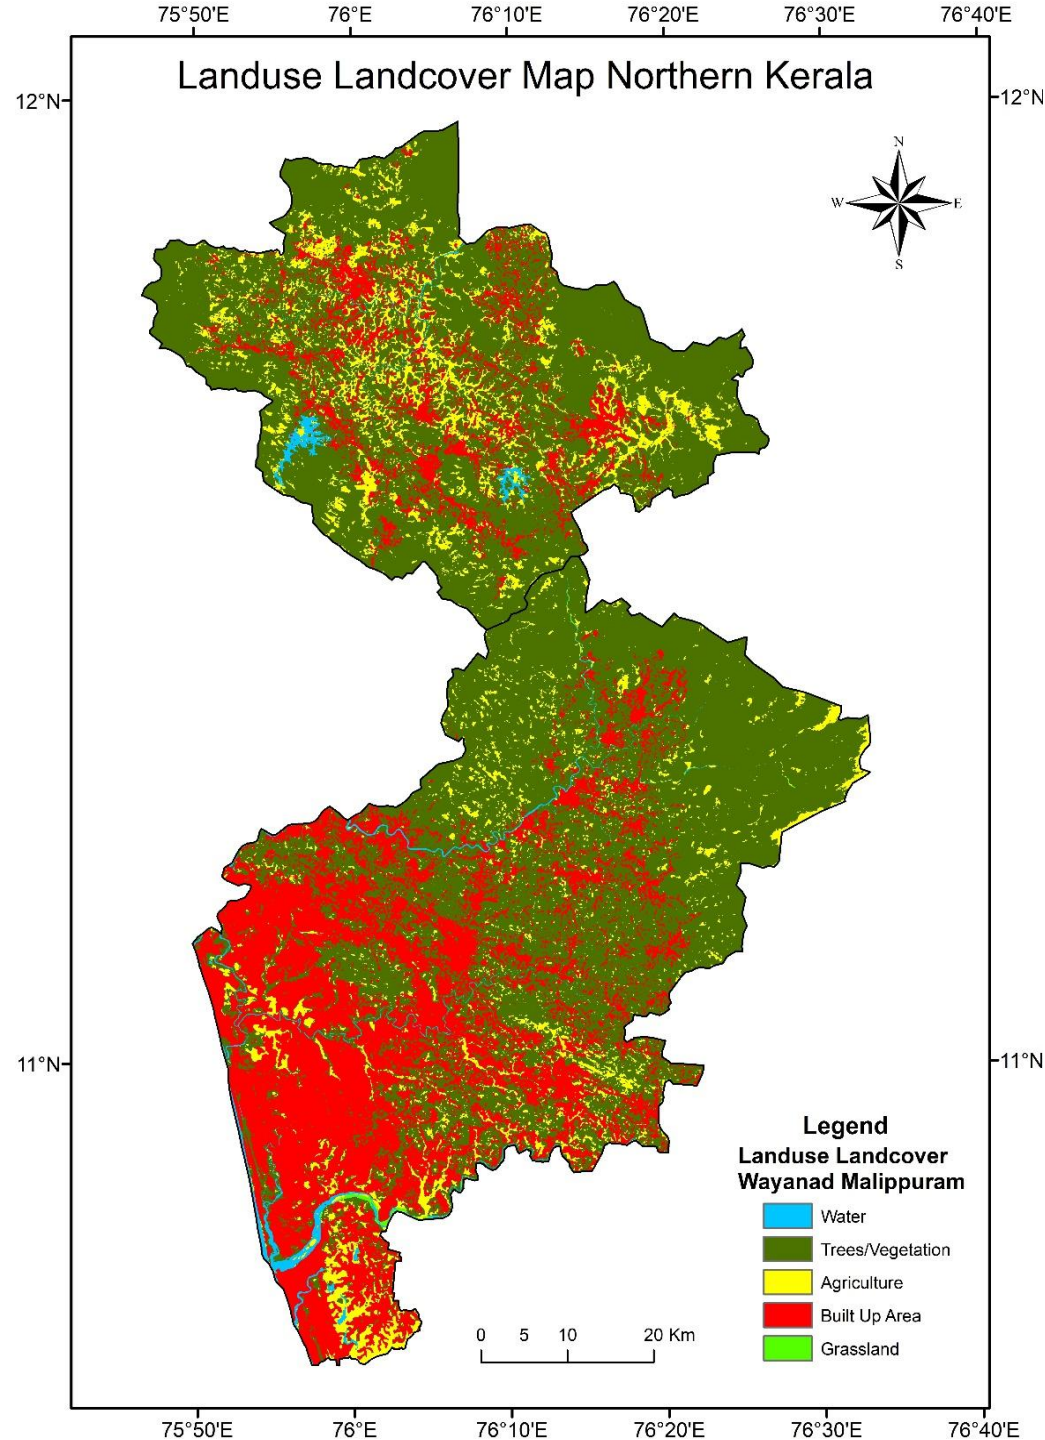 75°50'E 76°E 76°10'E 76°20'E 76°30'E 76°40'E
Landuse Landcover Map Northern Kerala
12°N 12°N
N
W E
S
11°N 11°N
Legend
Landuse Landcover
Wayanad Malippuram
Water
Trees/Vegetation
Agriculture
Built Up Area
Grassland
0 5 10 20 Km
75°50'E 76°E 76°10'E 76°20'E 76°30'E 76°40'E